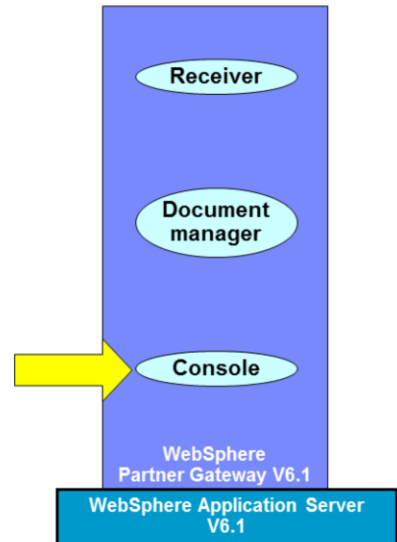 Receiver
Document
manager
Console
WebSphere
Partner Gateway V6.1
WebSphere Application Server
V6.1